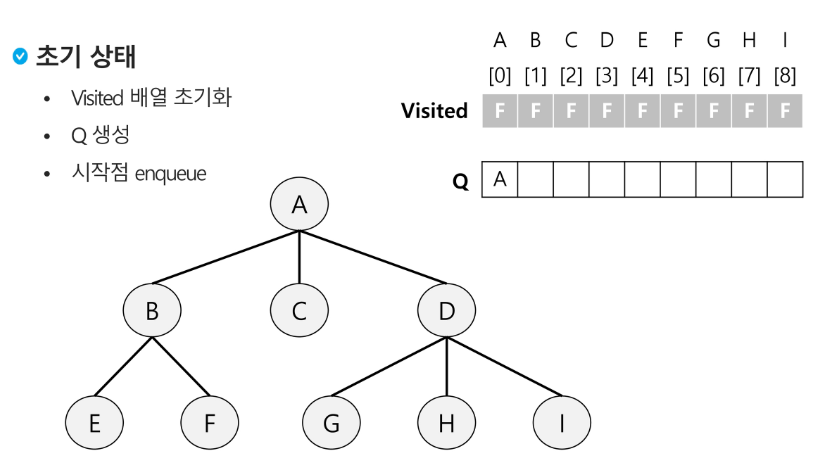 초기 상태
• Visited 배열 초기화
• Q 생성
• 시작점 enqueue
A B C D E F G H I
[0] [1] [2] [3] [4] [5] [6] [7] [8]
Visited F F F F F F F F F
Q A
A
B C D
E F G H I